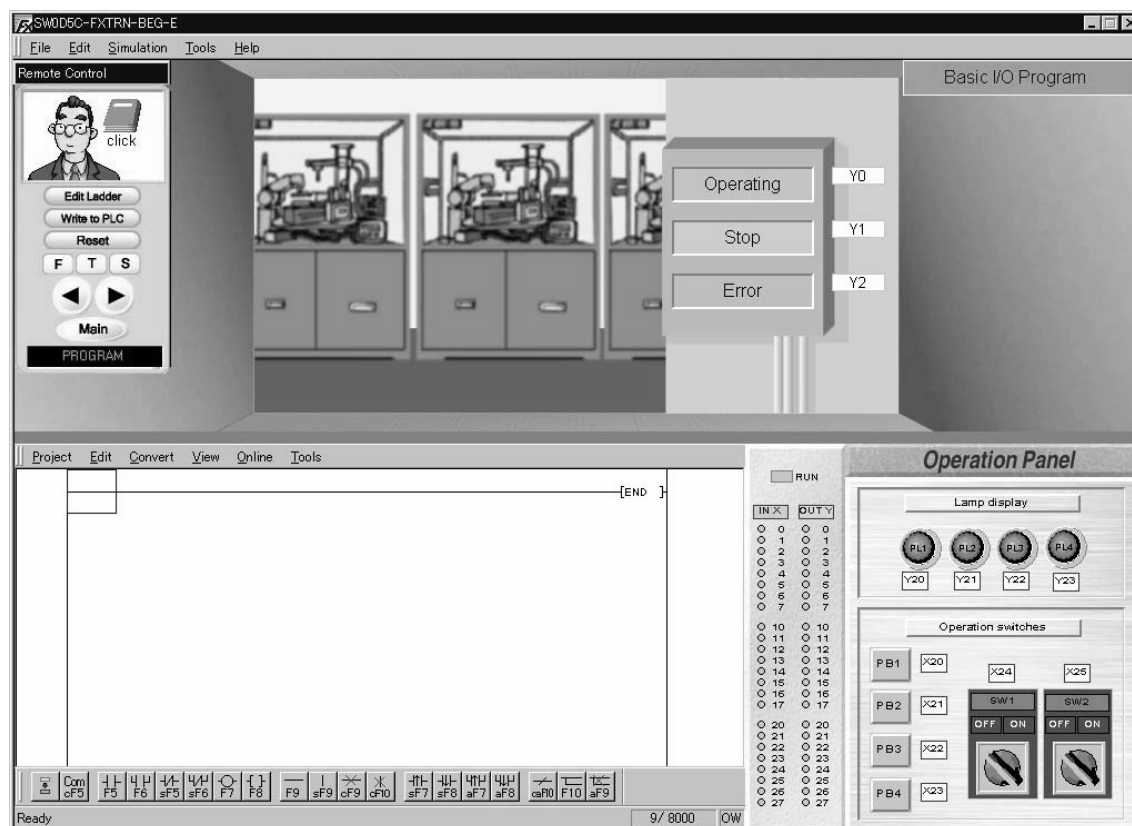 FX SW0D5C-FXTRN-BEG-E
File Edit Simulation Tools Help
Remote Control
click
Edit Ladder
Write to PLC
Reset
F T S
Main
PROGRAM
Basic I/O Program
Operating Y0
Stop Y1
Error Y2
Project Edit Convert View Online Tools
[END ]
RUN
IN X OUT Y
0 0
1 1
2 2
3 3
4 4
5 5
6 6
7 7
10 10
11 11
12 12
13 13
14 14
15 15
16 16
17 17
20 20
21 21
22 22
23 23
24 24
25 25
26 26
27 27
Operation Panel
Lamp display
PL1 PL2 PL3 PL4
Y20 Y21 Y22 Y23
Operation switches
PB1 X20
PB2 X21
PB3 X22
PB4 X23
X24 X25
SW1 SW2
OFF ON OFF ON
Com
cF5 F5 F6 sF5 sF6 F7 F8 F9 sF9 cF9 cF10 sF7 sF8 aF7 aF8 caF10 F10 aF9
Ready 9/ 8000 OW